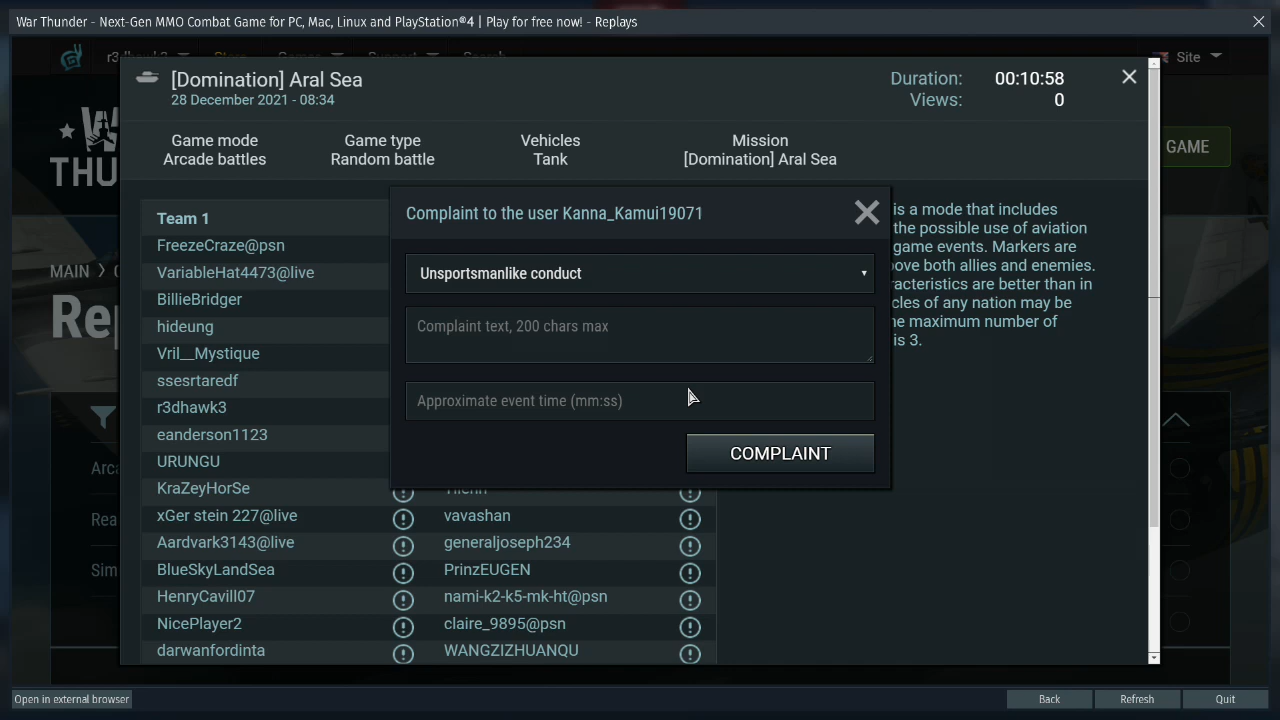 War Thunder - Next-Gen MMO Combat Game for PC, Mac, Linux and PlayStation®4 | Play for free now! - Replays
Site
[Domination] Aral Sea
28 December 2021 - 08:34
Duration: 00:10:58
Views: 0
Game mode
Arcade battles
Game type
Random battle
Vehicles
Tank
Mission
[Domination] Aral Sea
GAME
Complaint to the user Kanna_Kamui19071
Unsportsmanlike conduct
Complaint text, 200 chars max
Approximate event time (mm:ss)
COMPLAINT
Team 1
FreezeCraze@psn
VariableHat4473@live
BillieBridger
hideung
Vril__Mystique
ssesrtaredf
r3dhawk3
eanderson1123
URUNGU
KraZeyHorSe
xGer stein 227@live vavashan
Aardvark3143@live generaljoseph234
BlueSkyLandSea PrinzEUGEN
HenryCavill07 nami-k2-k5-mk-ht@psn
NicePlayer2 claire_9895@psn
darwanfordinta WANGZIZHUANQU
is a mode that includes
the possible use of aviation
game events. Markers are
ove both allies and enemies.
racteristics are better than in
cles of any nation may be
e maximum number of
is 3.
MAIN
Rep
Arca
Rea
Sim
Open in external browser
Back
Refresh
Quit